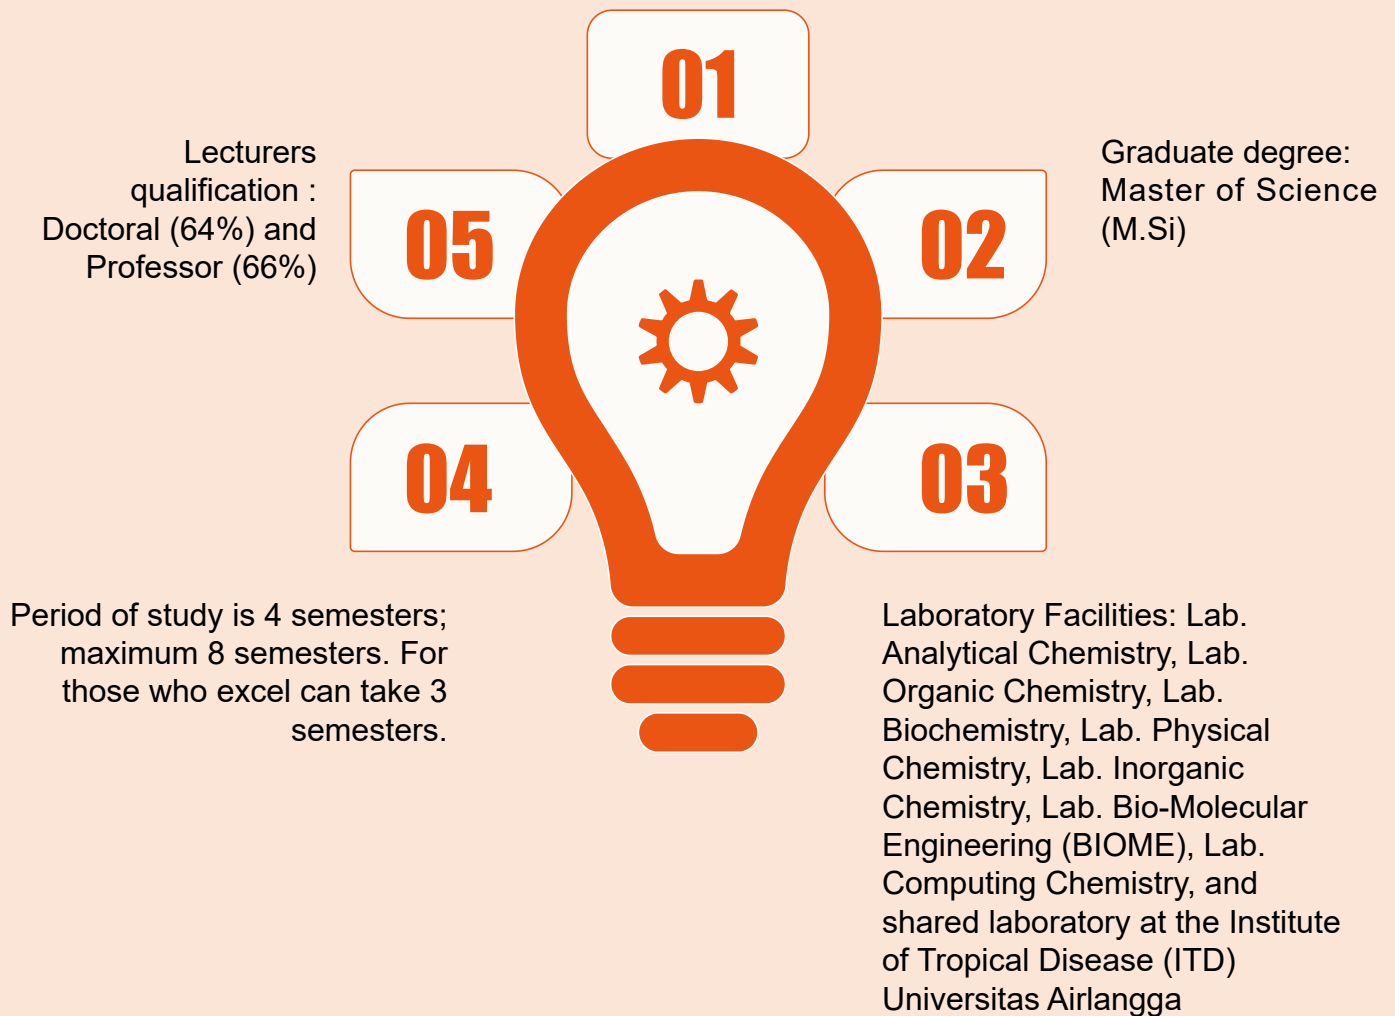 01
Lecturers
qualification :
Doctoral (64%) and
Professor (66%)
05
02
Graduate degree:
Master of Science
(M.Si)
04
03
Period of study is 4 semesters;
maximum 8 semesters. For
those who excel can take 3
semesters.
Laboratory Facilities: Lab.
Analytical Chemistry, Lab.
Organic Chemistry, Lab.
Biochemistry, Lab. Physical
Chemistry, Lab. Inorganic
Chemistry, Lab. Bio-Molecular
Engineering (BIOME), Lab.
Computing Chemistry, and
shared laboratory at the Institute
of Tropical Disease (ITD)
Universitas Airlangga